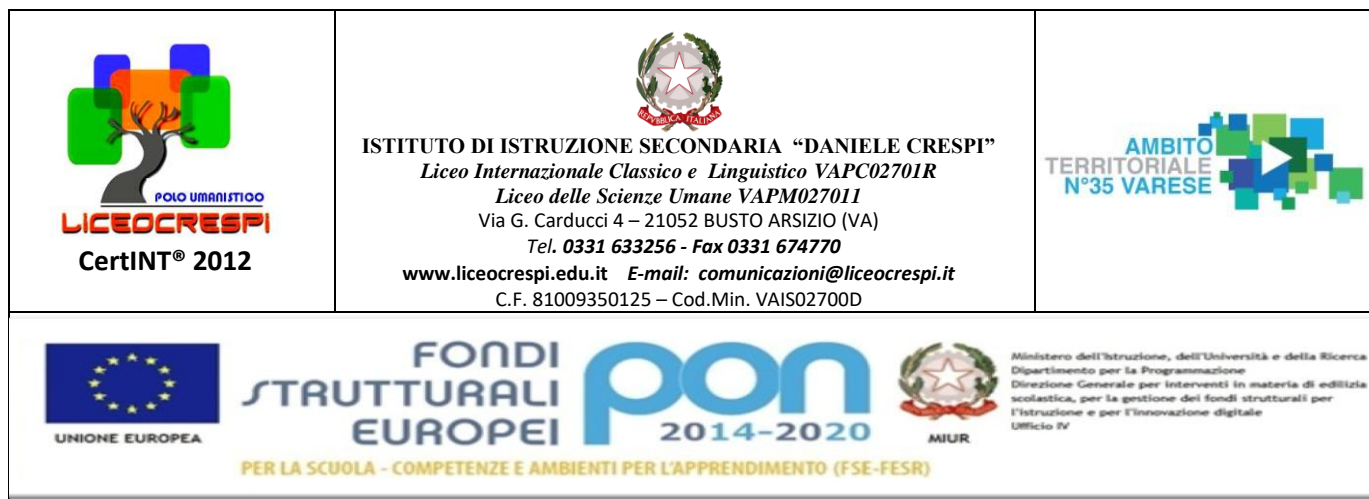 POLO UMANISTICO
LICEOCRESPI
CertINT® 2012
REPVBBLICA ITALIANA
ISTITUTO DI ISTRUZIONE SECONDARIA “DANIELE CRESPI”
Liceo Internazionale Classico e Linguistico VAPC02701R
Liceo delle Scienze Umane VAPM027011
Via G. Carducci 4 – 21052 BUSTO ARSIZIO (VA)
Tel. 0331 633256 - Fax 0331 674770
www.liceocrespi.edu.it E-mail: comunicazioni@liceocrespi.it
C.F. 81009350125 – Cod.Min. VAIS02700D
AMBITO
TERRITORIALE
N°35 VARESE
UNIONE EUROPEA
FONDI
STRUTTURALI
EUROPEI
pon
2014-2020
MIUR
Ministero dell'Istruzione, dell'Università e della Ricerca
Dipartimento per la Programmazione
Direzione Generale per interventi in materia di edilizia
scolastica, per la gestione dei fondi strutturali per
l'istruzione e per l'innovazione digitale
Ufficio IV
PER LA SCUOLA - COMPETENZE E AMBIENTI PER L'APPRENDIMENTO (FSE-FESR)